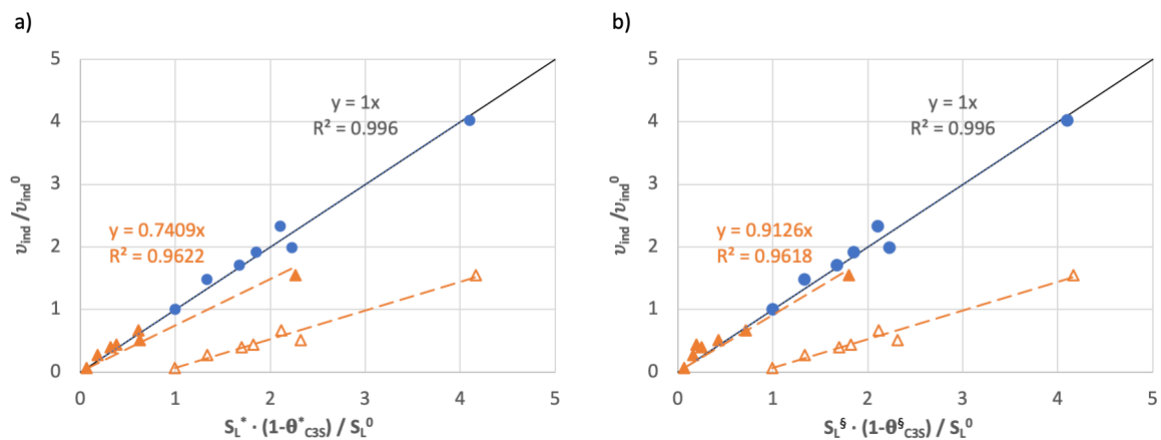 a)
5
4
3
2
1
0
υind /υind⁰
y = 1x
R² = 0.996
y = 0.7409x
R² = 0.9622
0 1 2 3 4 5
SL* · (1-θ*C3S) / SL⁰
b)
5
4
3
2
1
0
υind /υind⁰
y = 1x
R² = 0.996
y = 0.9126x
R² = 0.9618
0 1 2 3 4 5
SL§ · (1-θ§C3S) / SL⁰